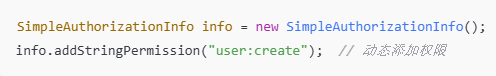 SimpleAuthorizationInfo info = new SimpleAuthorizationInfo();
info.addStringPermission("user:create");  // 动态添加权限